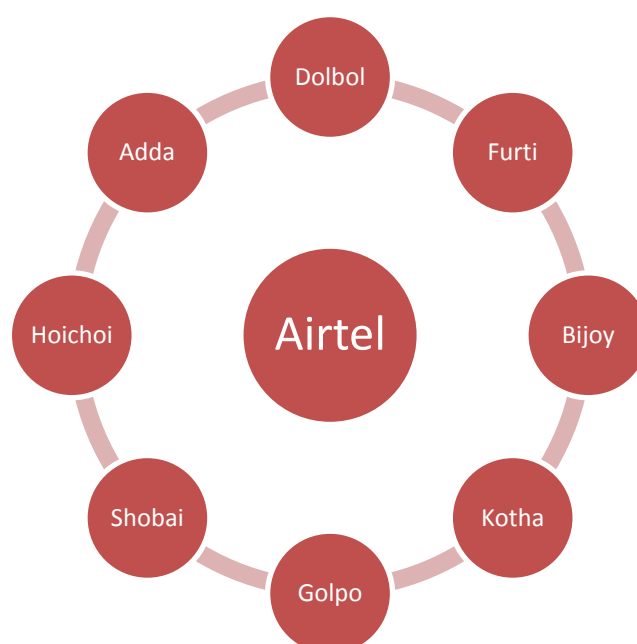 Dolbol
Adda
Furti
Hoichoi
Airtel
Bijoy
Shobai
Kotha
Golpo